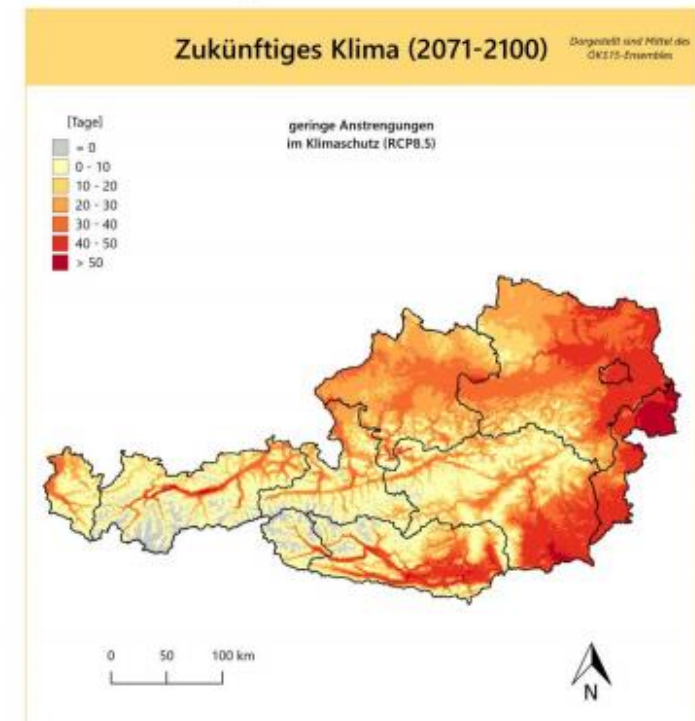 Zukünftiges Klima (2071-2100)
Dargestellt sind Mittel des
ÖKS15-Ensembles
[Tage]
= 0
0 - 10
10 - 20
20 - 30
30 - 40
40 - 50
> 50
geringe Anstrengungen
im Klimaschutz (RCP8.5)
0 50 100 km
N